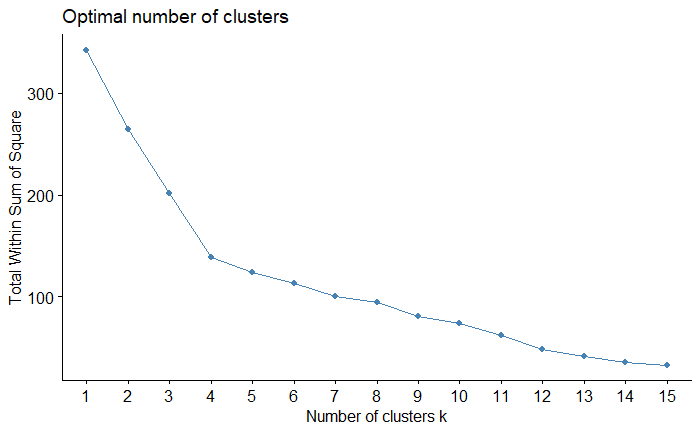 Optimal number of clusters
Total Within Sum of Square
300
200
100
1 2 3 4 5 6 7 8 9 10 11 12 13 14 15
Number of clusters k